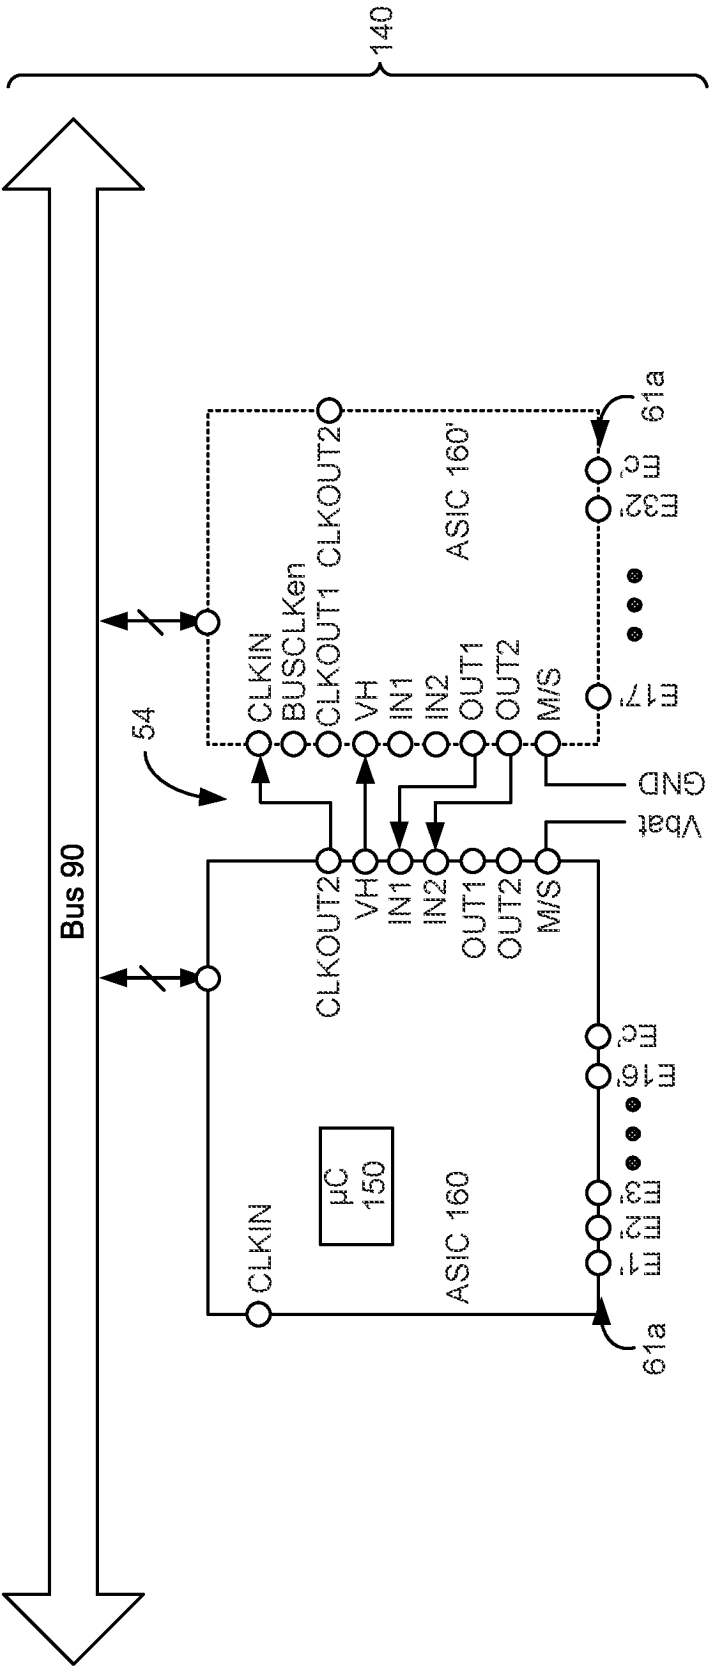 140
Bus 90
54
CLKIN
CLKIN
BUSCLKen
CLKOUT2
CLKOUT1
CLKOUT2
VH
VH
IN1
IN1
IN2
IN2
OUT1
OUT1
OUT2
OUT2
M/S
M/S
µC
150
ASIC 160
ASIC 160'
Vbat
GND
E1'
E2'
E3'
E16'
Ec'
E17'
E32'
Ec'
61a
61a